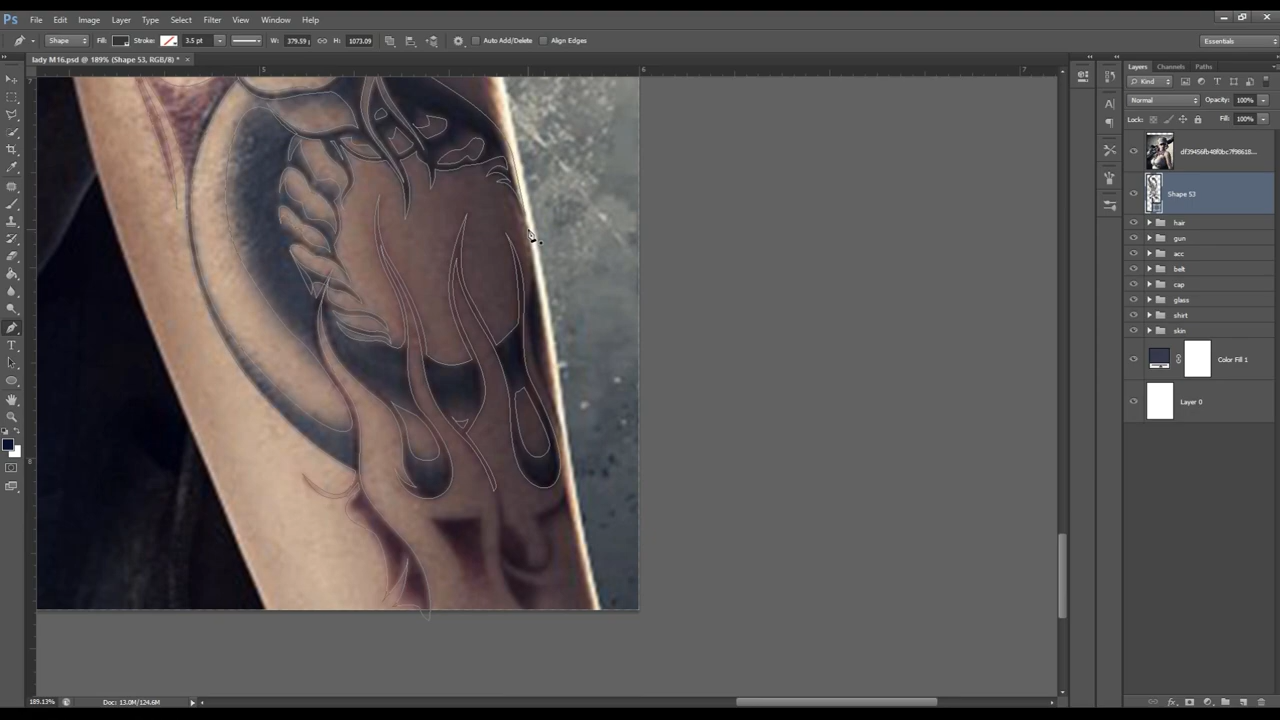 Ps File Edit Image Layer Type Select Filter View Window Help
Shape Fill: Stroke: 3.5 pt W: 379.59 H: 1073.09 Auto Add/Delete Align Edges Essentials
lady M16.psd @ 189% (Shape 53, RGB/8) * ×
5 6 7
Layers Channels Paths
Kind
Normal Opacity: 100%
Lock: Fill: 100%
Shape 53
hair
gun
acc
belt
cap
glass
shirt
skin
Color Fill 1
Layer 0
189.13% Doc: 13.0M/124.6M